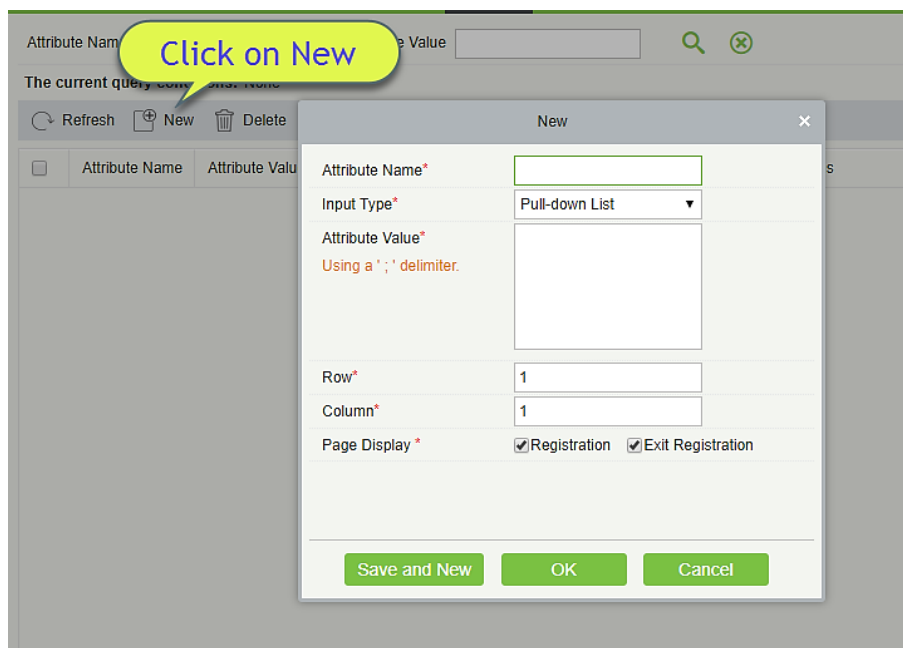 Attribute Nam
e Value
Click on New
The current query conditions: None
Refresh
New
Delete
New
Attribute Name
Attribute Valu
s
Attribute Name*
Input Type*
Pull-down List
Attribute Value*
Using a ' ; ' delimiter.
Row*
1
Column*
1
Page Display *
Registration
Exit Registration
Save and New
OK
Cancel